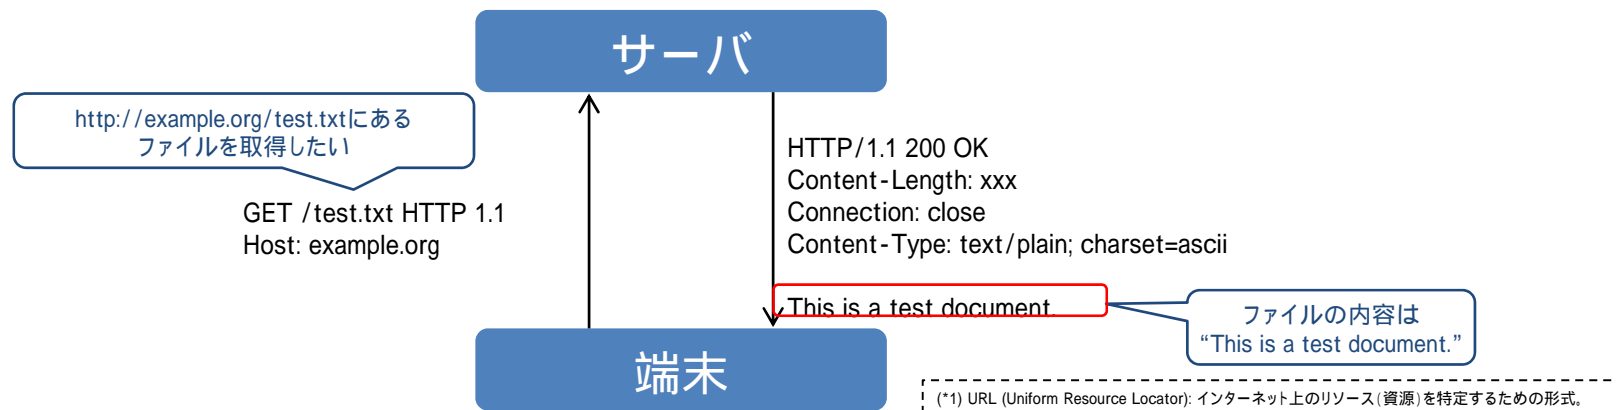 サーバ
http://example.org/test.txtにある
ファイルを取得したい
GET /test.txt HTTP 1.1
Host: example.org
HTTP/1.1 200 OK
Content-Length: xxx
Connection: close
Content-Type: text/plain; charset=ascii
This is a test document.
ファイルの内容は
“This is a test document.”
端末
(*1) URL (Uniform Resource Locator): インターネット上のリソース(資源)を特定するための形式。